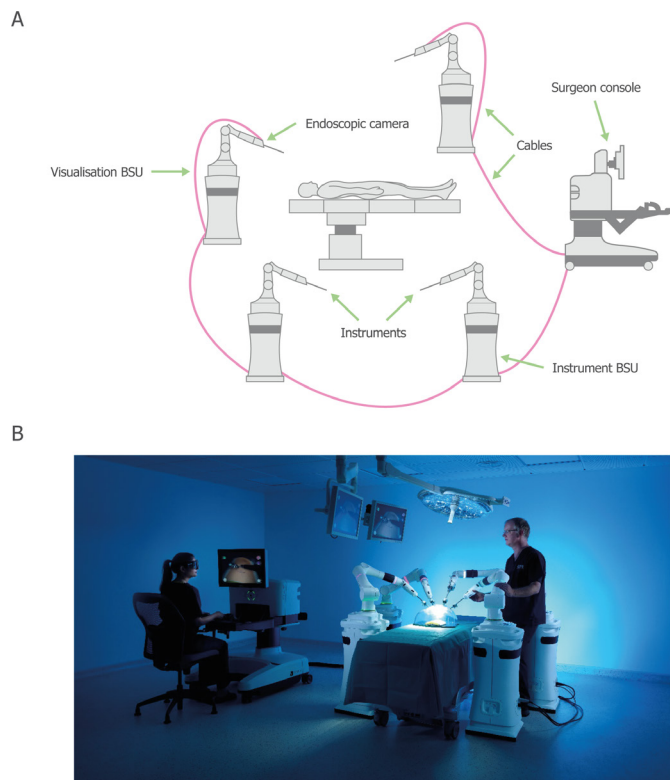 A
Surgeon console
Endoscopic camera
Cables
Visualisation BSU
Instruments
Instrument BSU
B